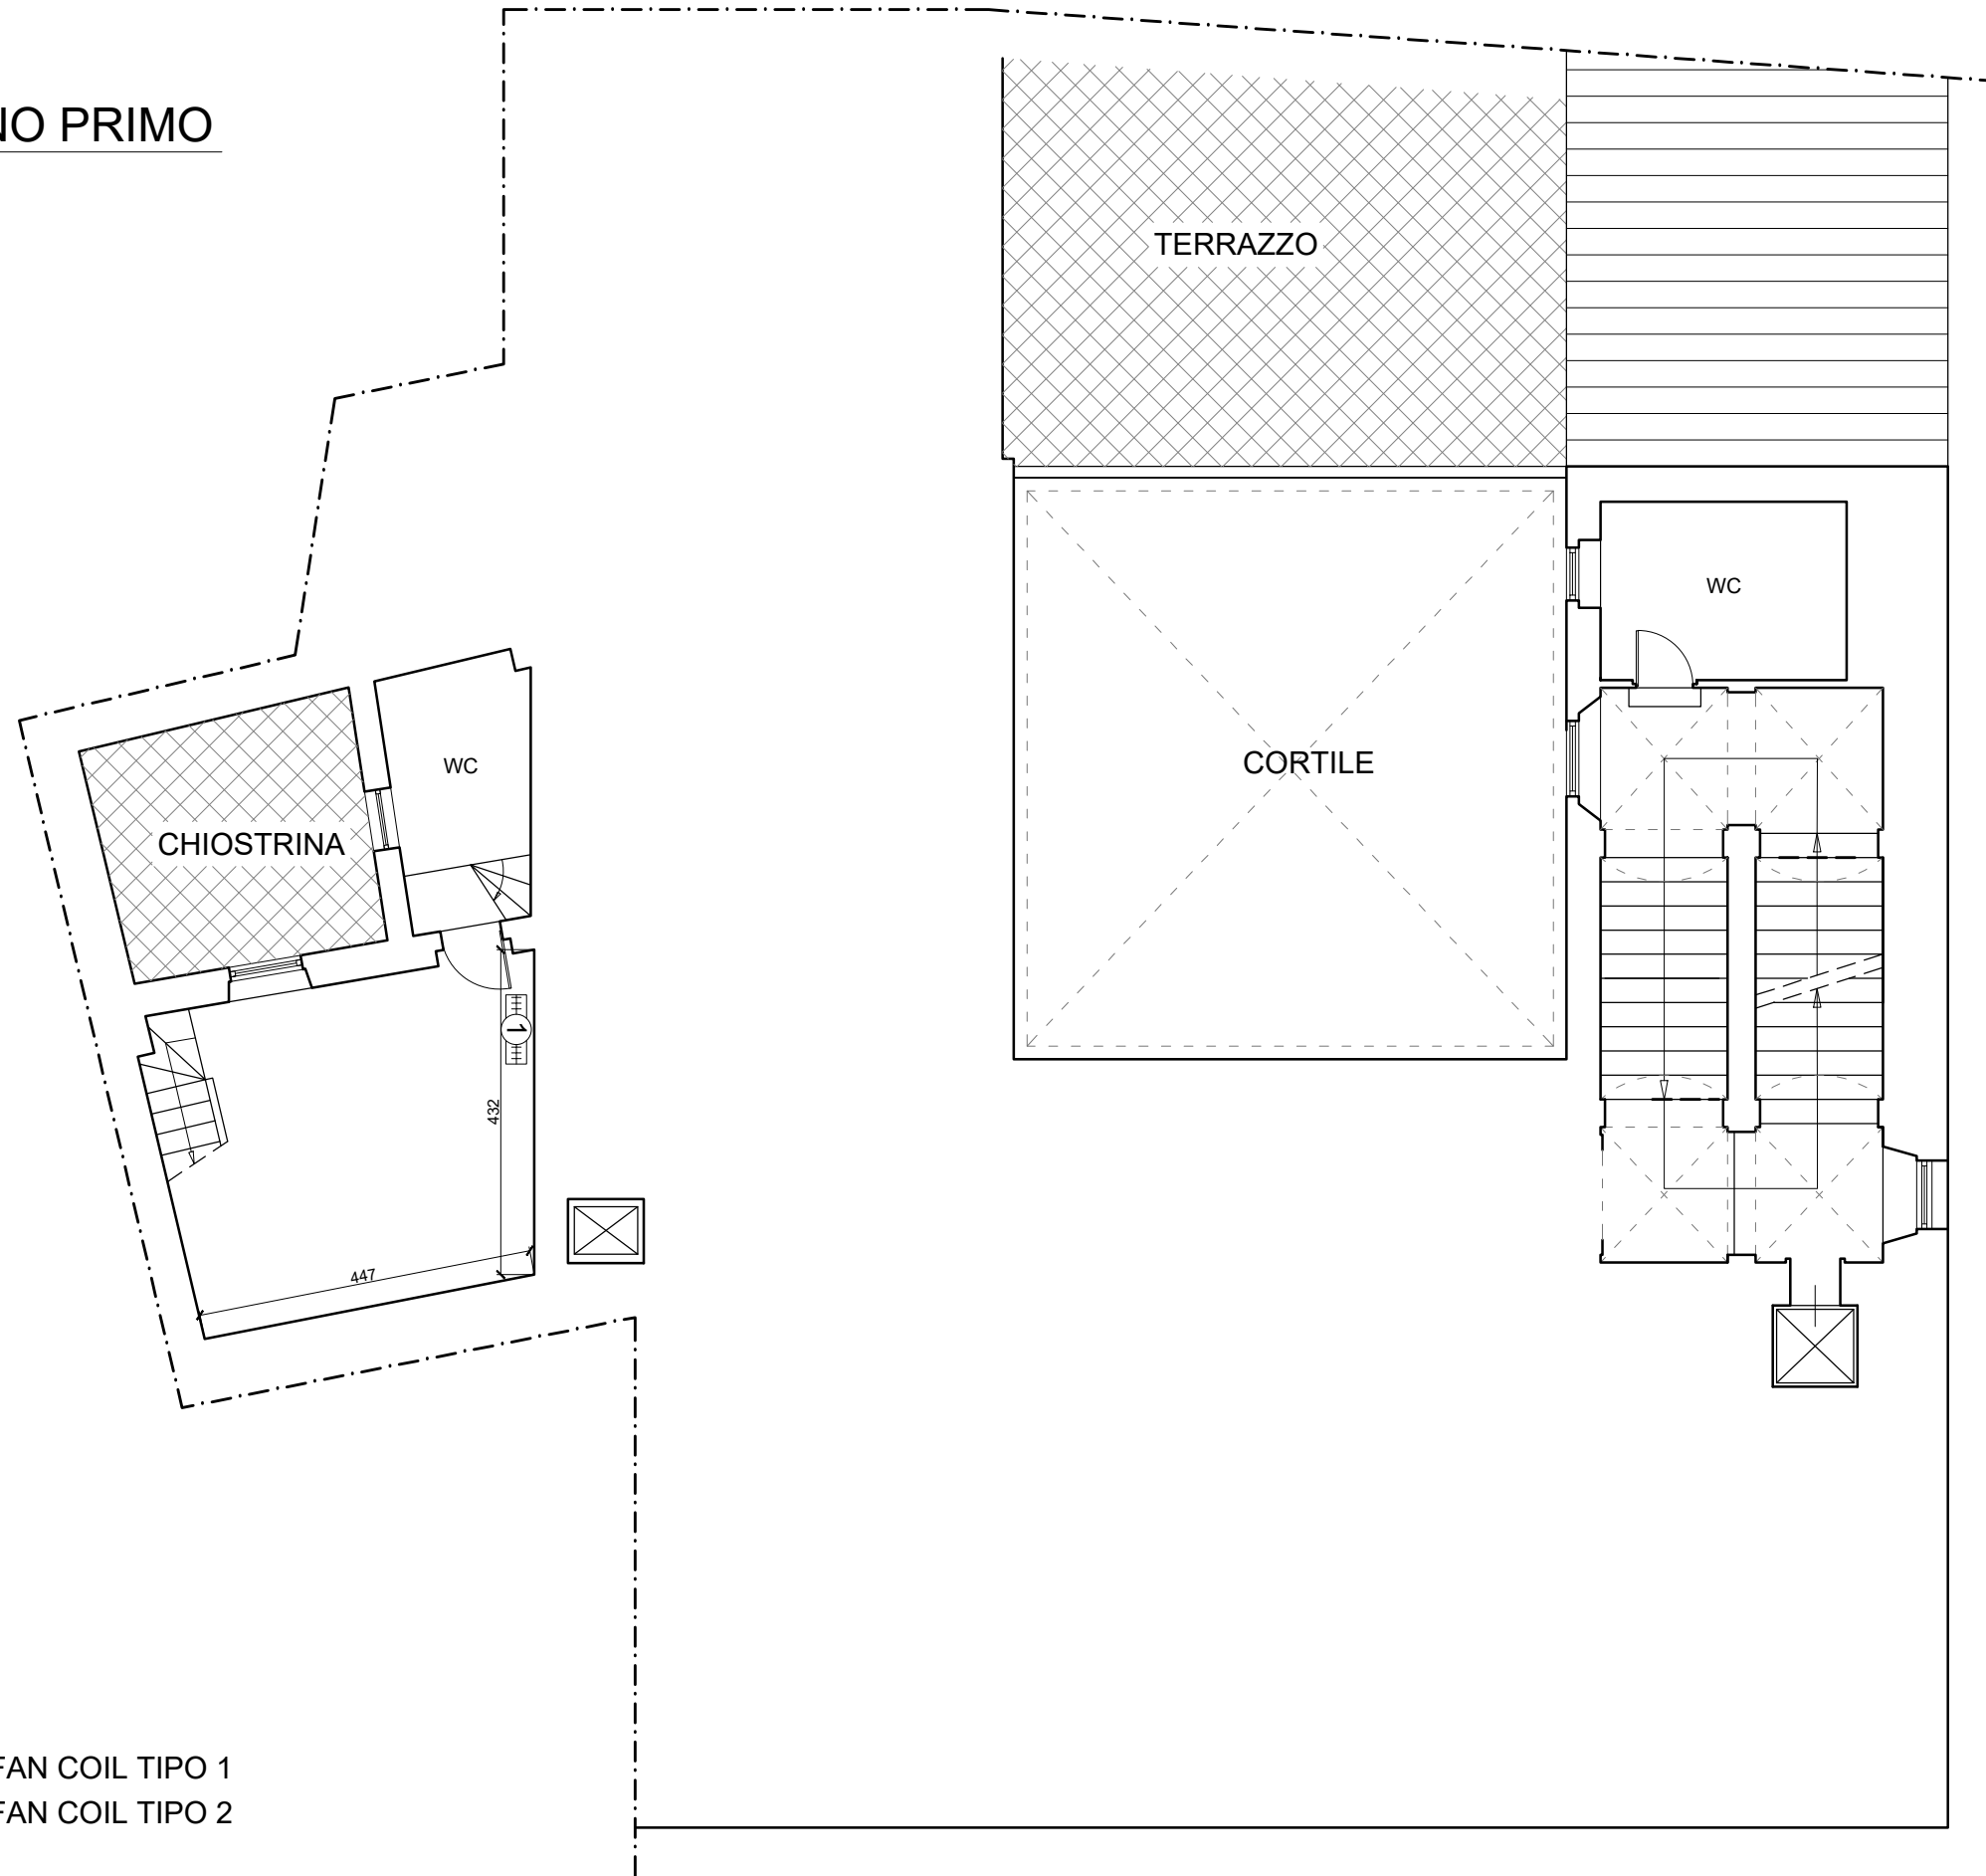 NO PRIMO
TERRAZZO
WC
WC
CORTILE
CHIOSTRINA
1
432
447
FAN COIL TIPO 1
FAN COIL TIPO 2